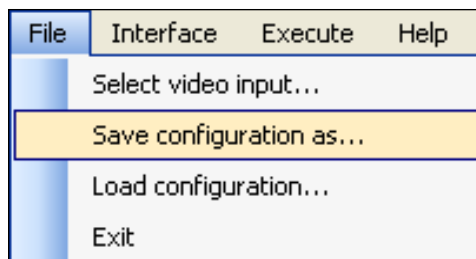 File Interface Execute Help
Select video input...
Save configuration as...
Load configuration...
Exit